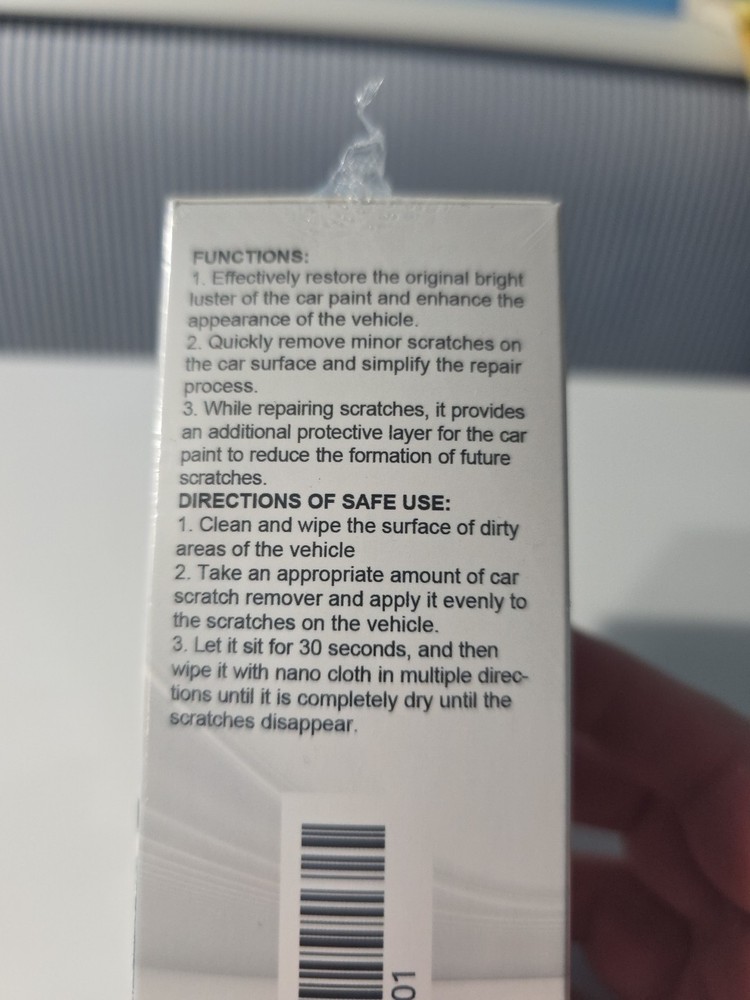 FUNCTIONS:
1. Effectively restore the original bright
luster of the car paint and enhance the
appearance of the vehicle.
2. Quickly remove minor scratches on
the car surface and simplify the repair
process.
3. While repairing scratches, it provides
an additional protective layer for the car
paint to reduce the formation of future
scratches.
DIRECTIONS OF SAFE USE:
1. Clean and wipe the surface of dirty
areas of the vehicle
2. Take an appropriate amount of car
scratch remover and apply it evenly to
the scratches on the vehicle.
3. Let it sit for 30 seconds, and then
wipe it with nano cloth in multiple direc-
tions until it is completely dry until the
scratches disappear.
01